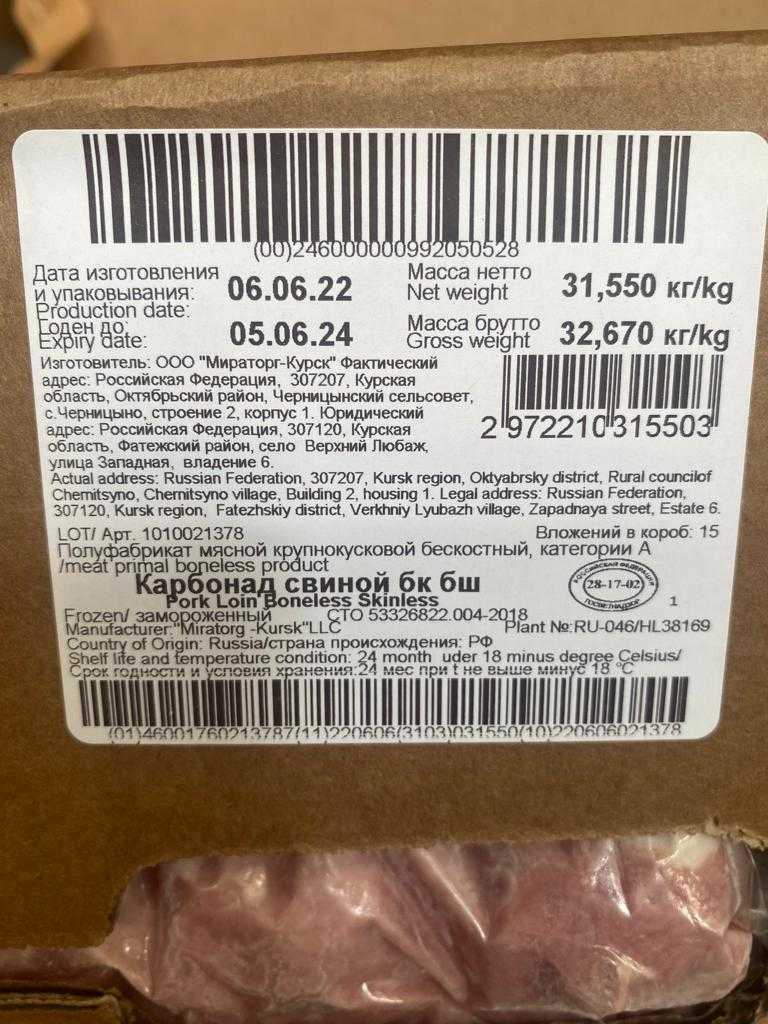 (00)246000000992050528
Дата изготовления
и упаковывания:
Production date:
06.06.22
Масса нетто
Net weight
31,550 кг/kg
Годен до:
Expiry date:
05.06.24
Масса брутто
Gross weight
32,670 кг/kg
Изготовитель: ООО "Мираторг-Курск" Фактический
адрес: Российская Федерация, 307207, Курская
область, Октябрьский район, Черницынский сельсовет,
с.Черницыно, строение 2, корпус 1. Юридический
адрес: Российская Федерация, 307120, Курская
область, Фатежский район, село Верхний Любаж,
улица Западная, владение 6.
2 972210 315503
Actual address: Russian Federation, 307207, Kursk region, Oktyabrsky district, Rural councilof
Chernitsyno, Chernitsyno village, Building 2, housing 1. Legal address: Russian Federation,
307120, Kursk region, Fatezhskiy district, Verkhniy Lyubazh village, Zapadnaya street, Estate 6.
LOT/ Арт. 1010021378
Вложений в короб: 15
Полуфабрикат мясной крупнокусковой бескостный, категории А
/meat primal boneless product
Карбонад свиной бк бш
Pork Loin Boneless Skinless
РОССИЙСКАЯ ФЕДЕРАЦИЯ
28-17-02
ГОСВЕТНАДЗОР
1
Frozen/ замороженный СТО 53326822.004-2018
Manufacturer:"Miratorg -Kursk"LLC
Plant №:RU-046/HL38169
Country of Origin: Russia/страна происхождения: РФ
Shelf life and temperature condition: 24 month uder 18 minus degree Celsius/
Срок годности и условия хранения:24 мес при t не выше минус 18 °С
(01)46001760213787(11)220606(3103)031550(10)220606021378